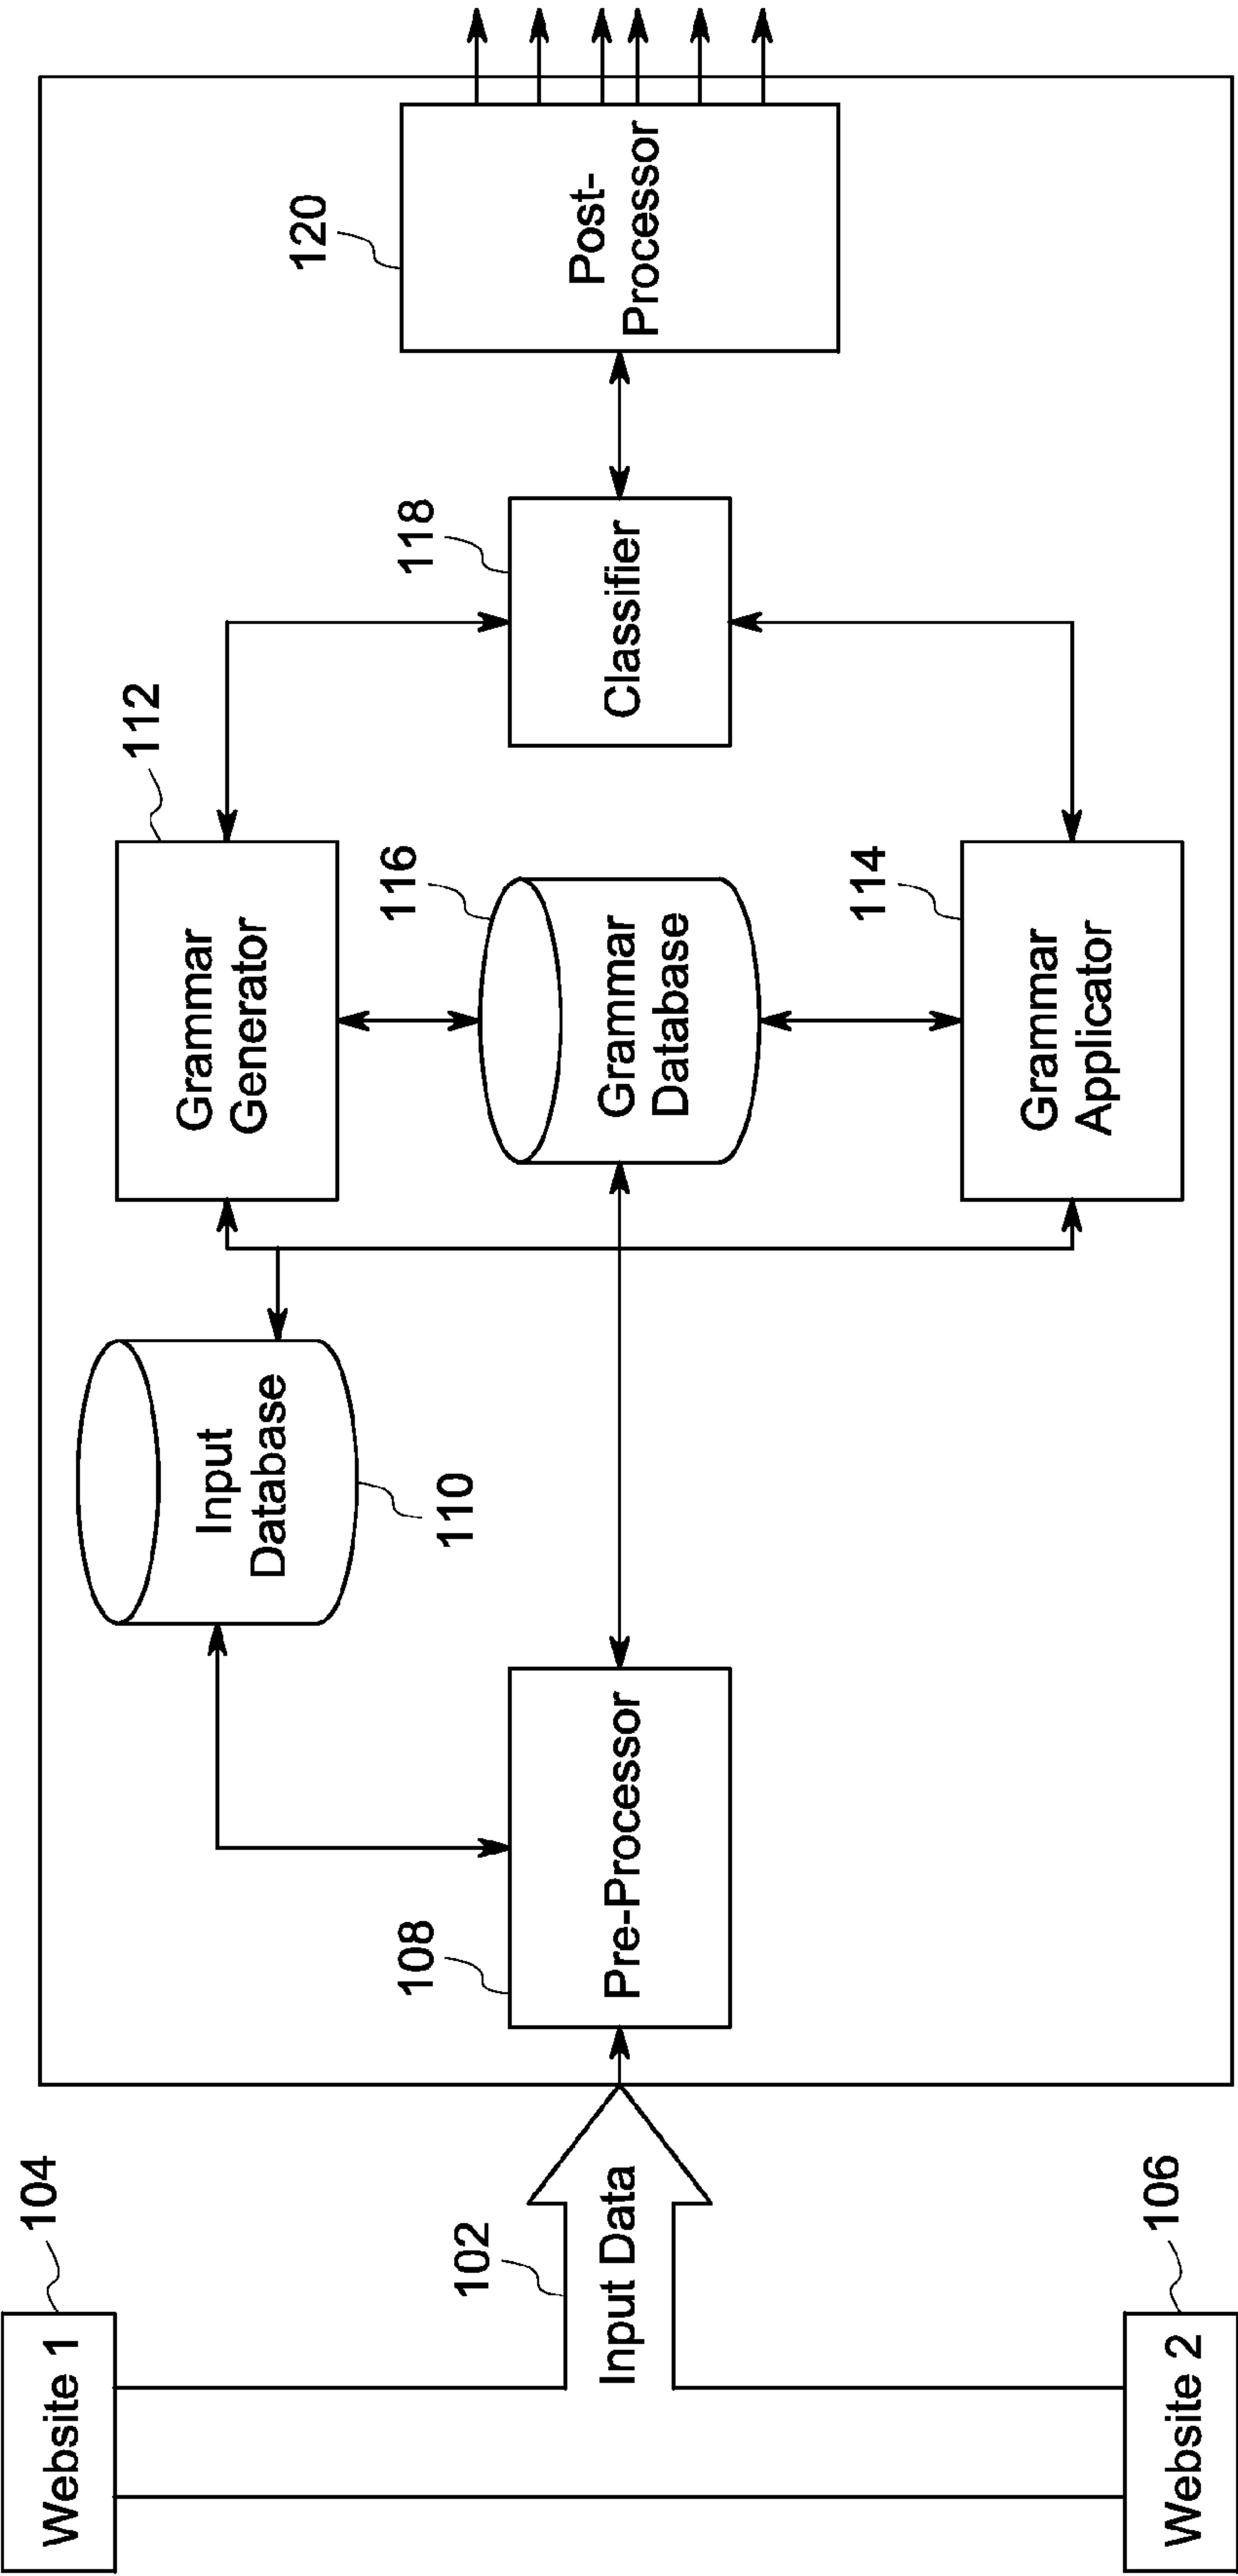 104
Website 1
102
Input Data
Website 2
106
108
Pre-Processor
Input
Database
110
112
Grammar
Generator
116
Grammar
Database
114
Grammar
Applicator
118
Classifier
120
Post-
Processor